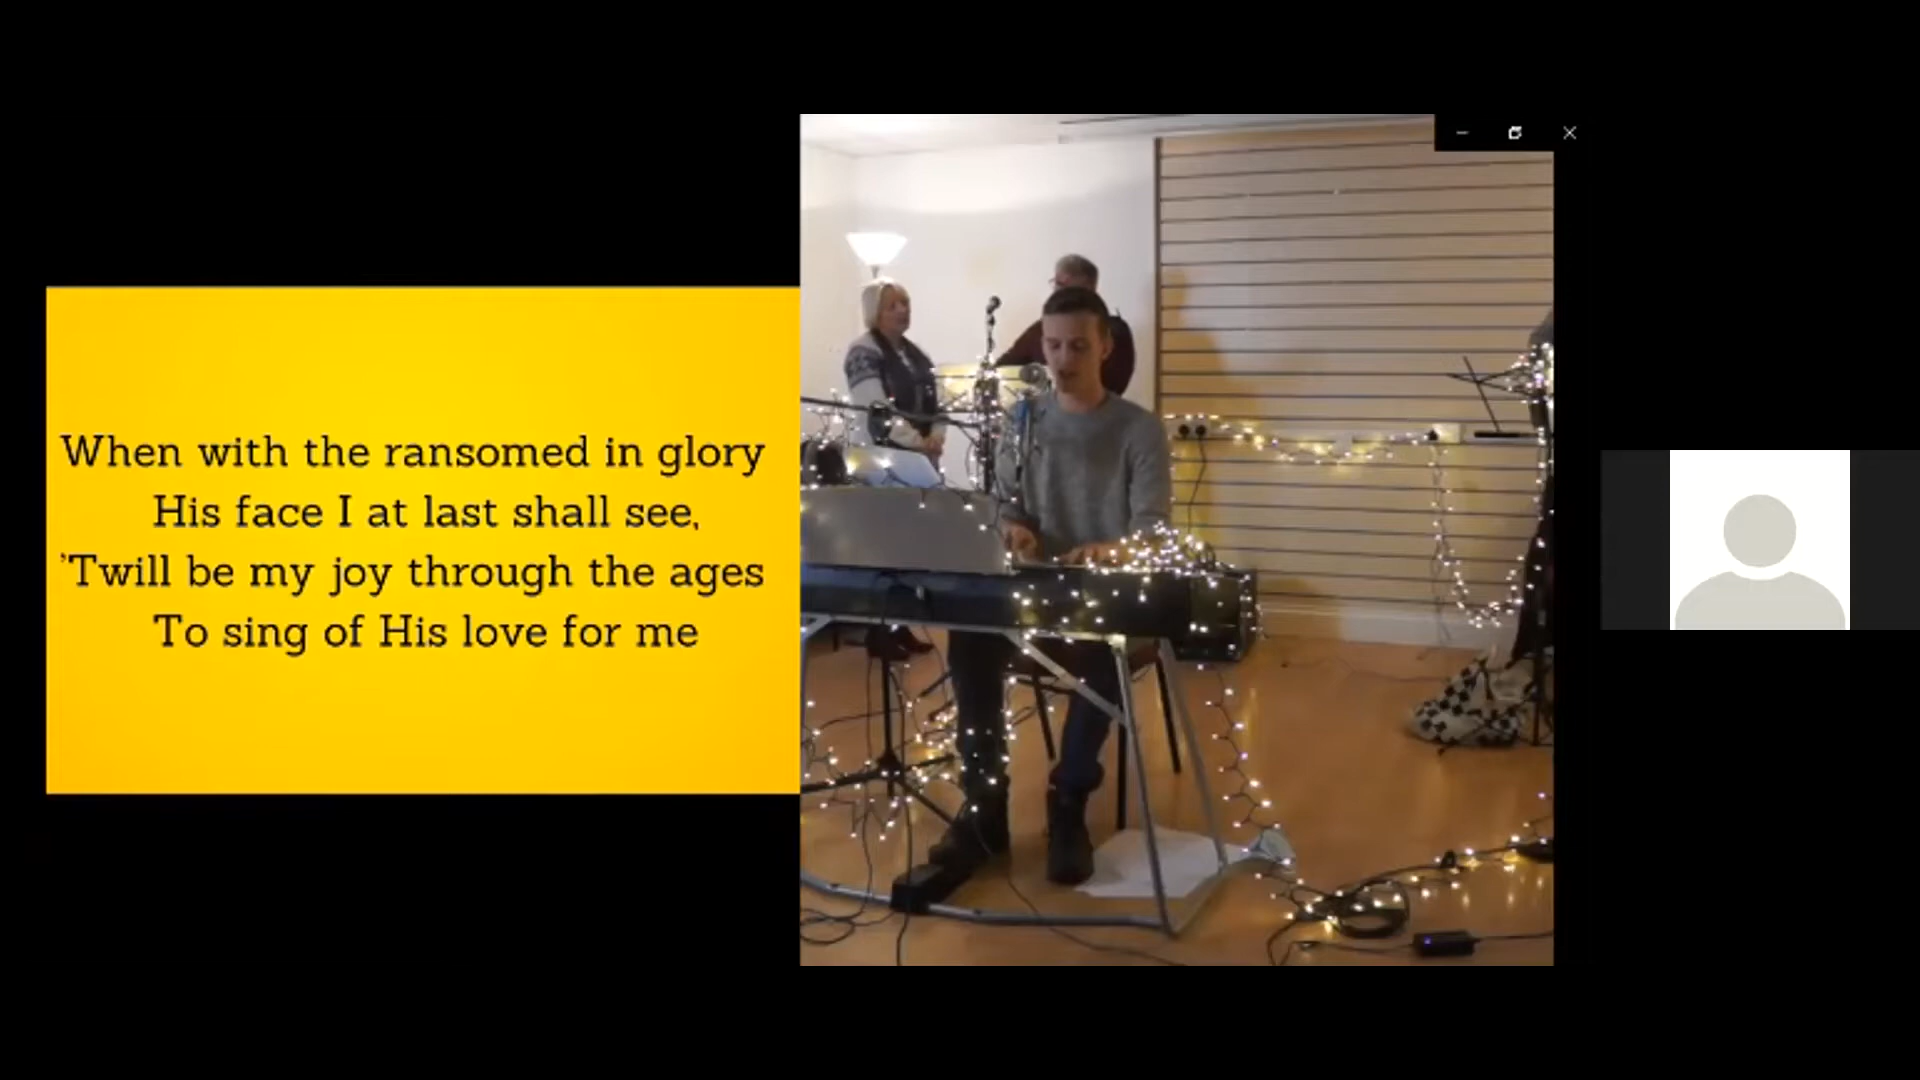 When with the ransomed in glory
His face I at last shall see,
'Twill be my joy through the ages
To sing of His love for me